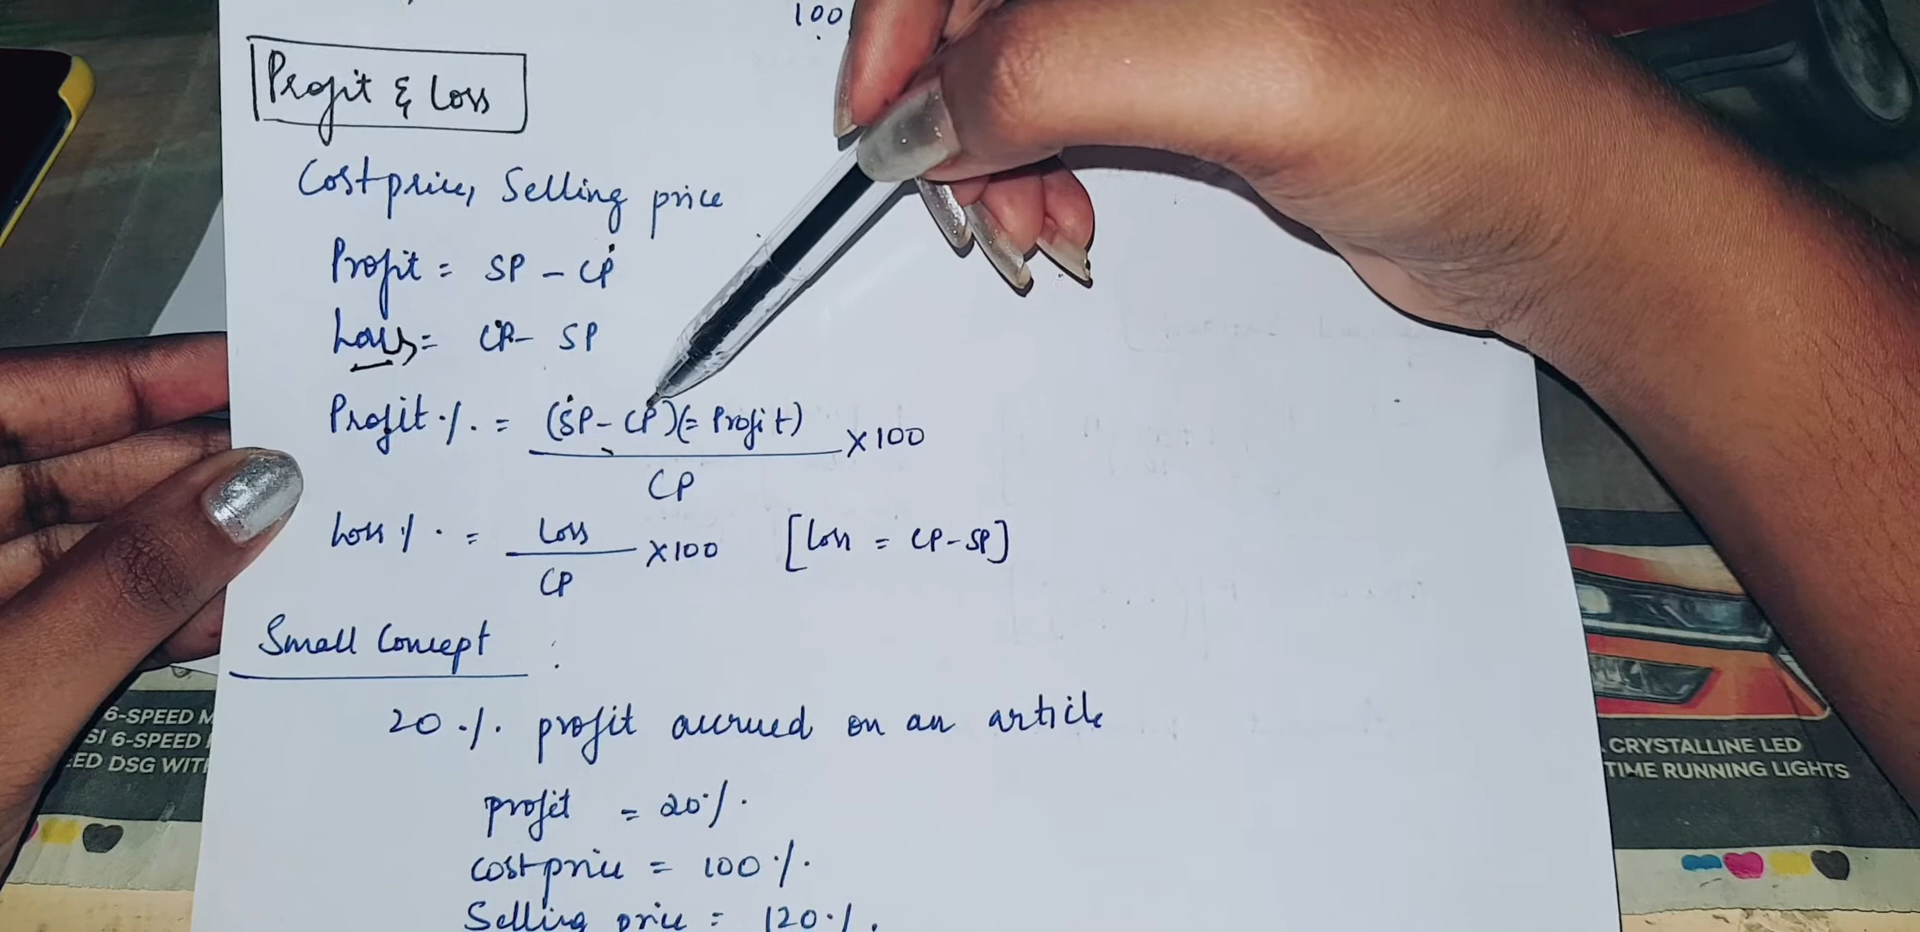 100
Profit & Loss
Cost price, Selling price
Profit = SP - CP
Loss = CP - SP
Profit % = (SP - CP)(= Profit) / CP × 100
Loss % = Loss / CP × 100 [Loss = CP - SP]
Small Concept :
20 % profit accrued on an article
profit = 20%
cost price = 100 %
Selling price = 120 %
6-SPEED M
SI 6-SPEED
ED DSG WIT
CRYSTALLINE LED
TIME RUNNING LIGHTS